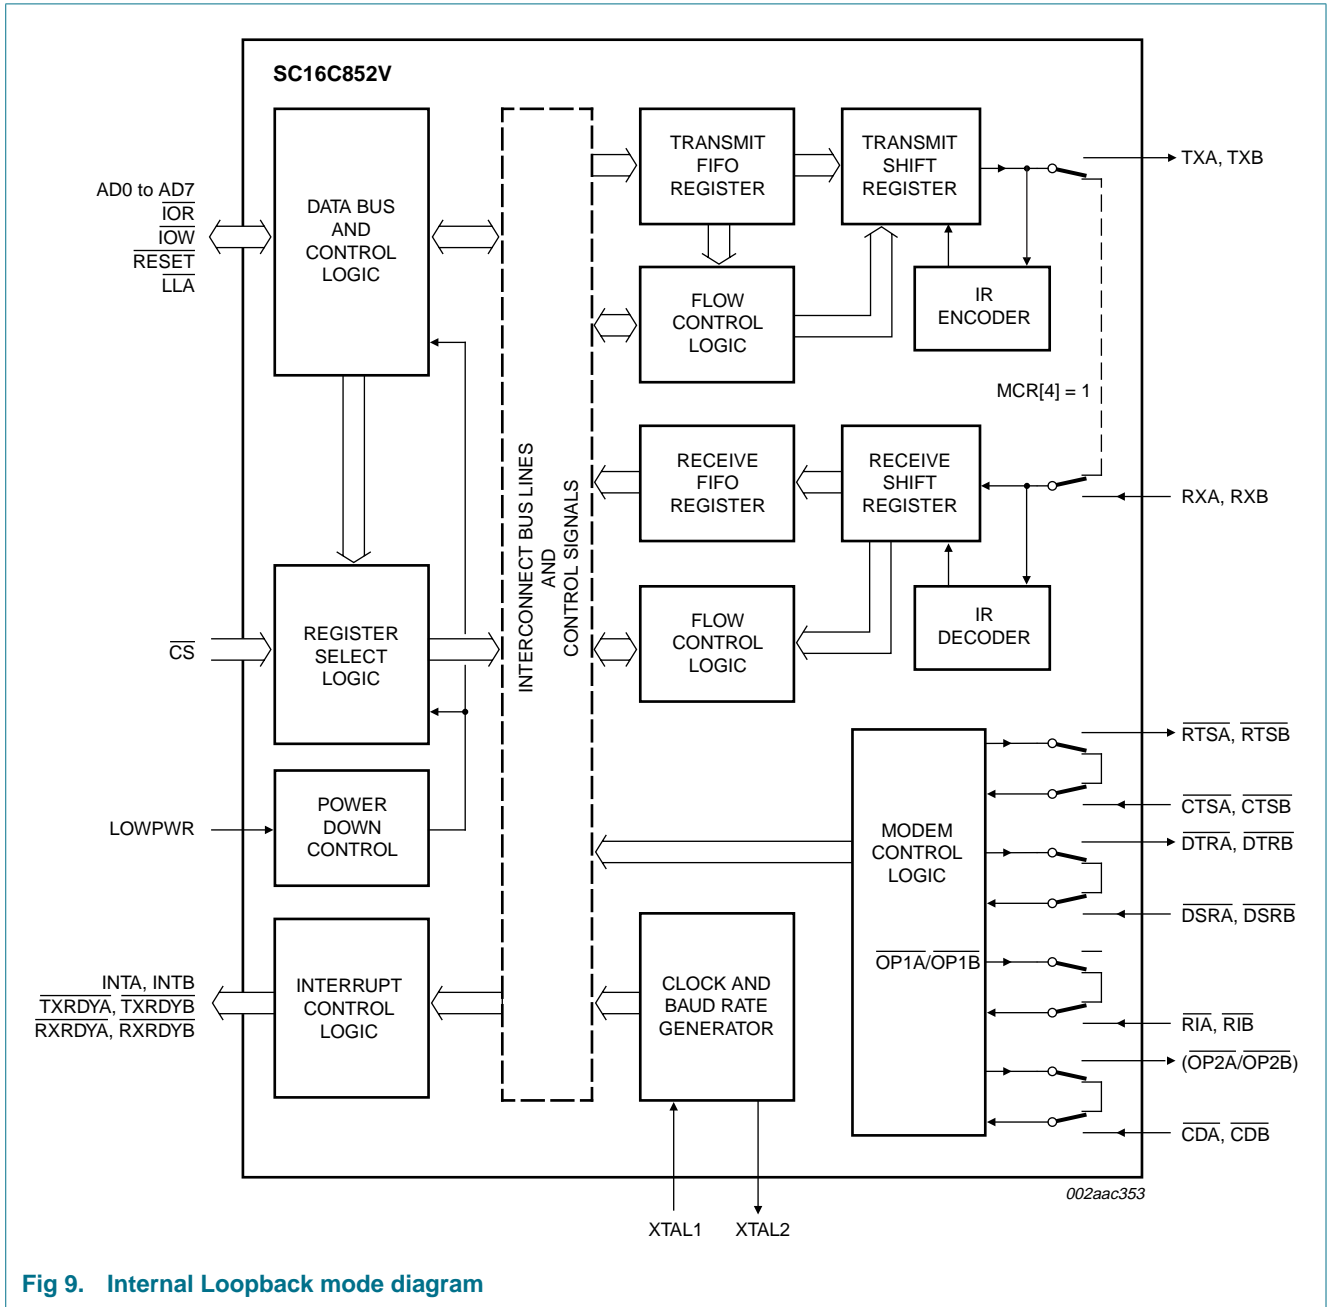 SC16C852V
AD0 to AD7
IOR
IOW
RESET
LLA
DATA BUS
AND
CONTROL
LOGIC
TRANSMIT
FIFO
REGISTER
TRANSMIT
SHIFT
REGISTER
TXA, TXB
FLOW
CONTROL
LOGIC
IR
ENCODER
MCR[4] = 1
INTERCONNECT BUS LINES
AND
CONTROL SIGNALS
RECEIVE
FIFO
REGISTER
RECEIVE
SHIFT
REGISTER
RXA, RXB
FLOW
CONTROL
LOGIC
IR
DECODER
CS
REGISTER
SELECT
LOGIC
LOWPWR
POWER
DOWN
CONTROL
MODEM
CONTROL
LOGIC
RTSA, RTSB
CTSA, CTSB
DTRA, DTRB
DSRA, DSRB
OP1A/OP1B
RIA, RIB
(OP2A/OP2B)
CDA, CDB
INTA, INTB
TXRDYA, TXRDYB
RXRDYA, RXRDYB
INTERRUPT
CONTROL
LOGIC
CLOCK AND
BAUD RATE
GENERATOR
XTAL1
XTAL2
002aac353
Fig 9. Internal Loopback mode diagram